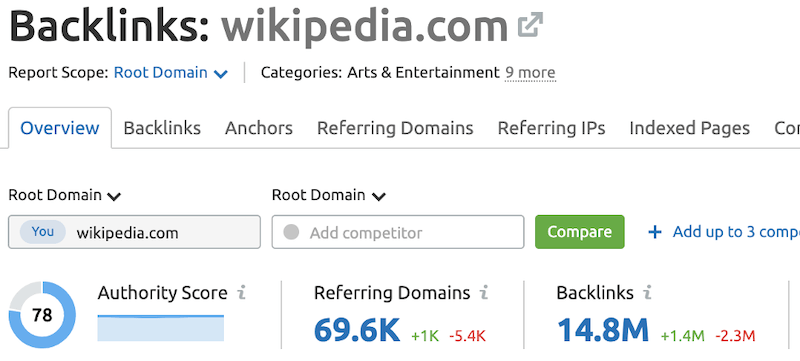 Backlinks: wikipedia.com
Report Scope: Root Domain Categories: Arts & Entertainment 9 more
Overview Backlinks Anchors Referring Domains Referring IPs Indexed Pages
Root Domain Root Domain
You wikipedia.com Add competitor Compare + Add up to 3
78 Authority Score i Referring Domains i Backlinks i
69.6K +1K -5.4K 14.8M +1.4M -2.3M